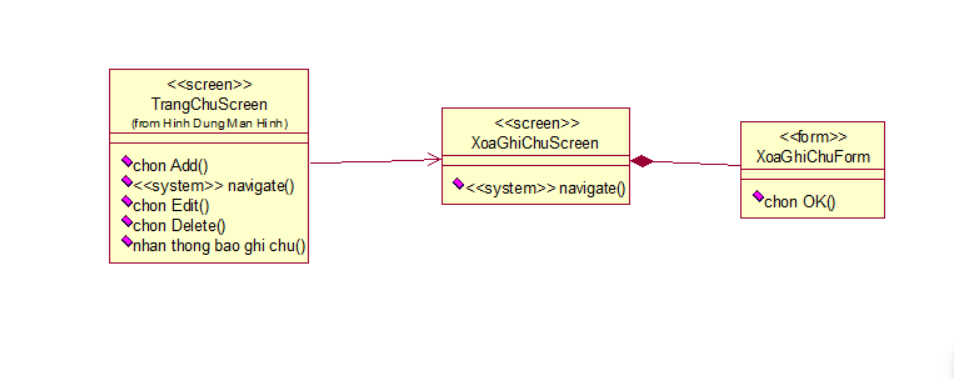 <<screen>>
TrangChuScreen
(from Hinh Dung Man Hinh)
chon Add()
<<system>> navigate()
chon Edit()
chon Delete()
nhan thong bao ghi chu()
<<screen>>
XoaGhiChuScreen
<<system>> navigate()
<<form>>
XoaGhiChuForm
chon OK()